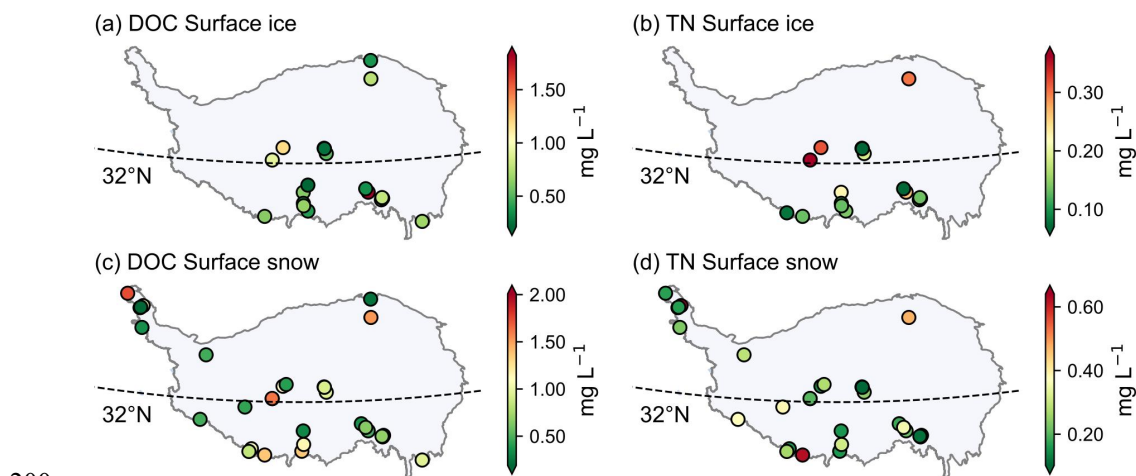 (a) DOC Surface ice
(b) TN Surface ice
1.50
1.00
0.50
mg L⁻¹
32°N
0.30
0.20
0.10
mg L⁻¹
32°N
(c) DOC Surface snow
(d) TN Surface snow
2.00
1.50
1.00
0.50
mg L⁻¹
32°N
0.60
0.40
0.20
mg L⁻¹
32°N